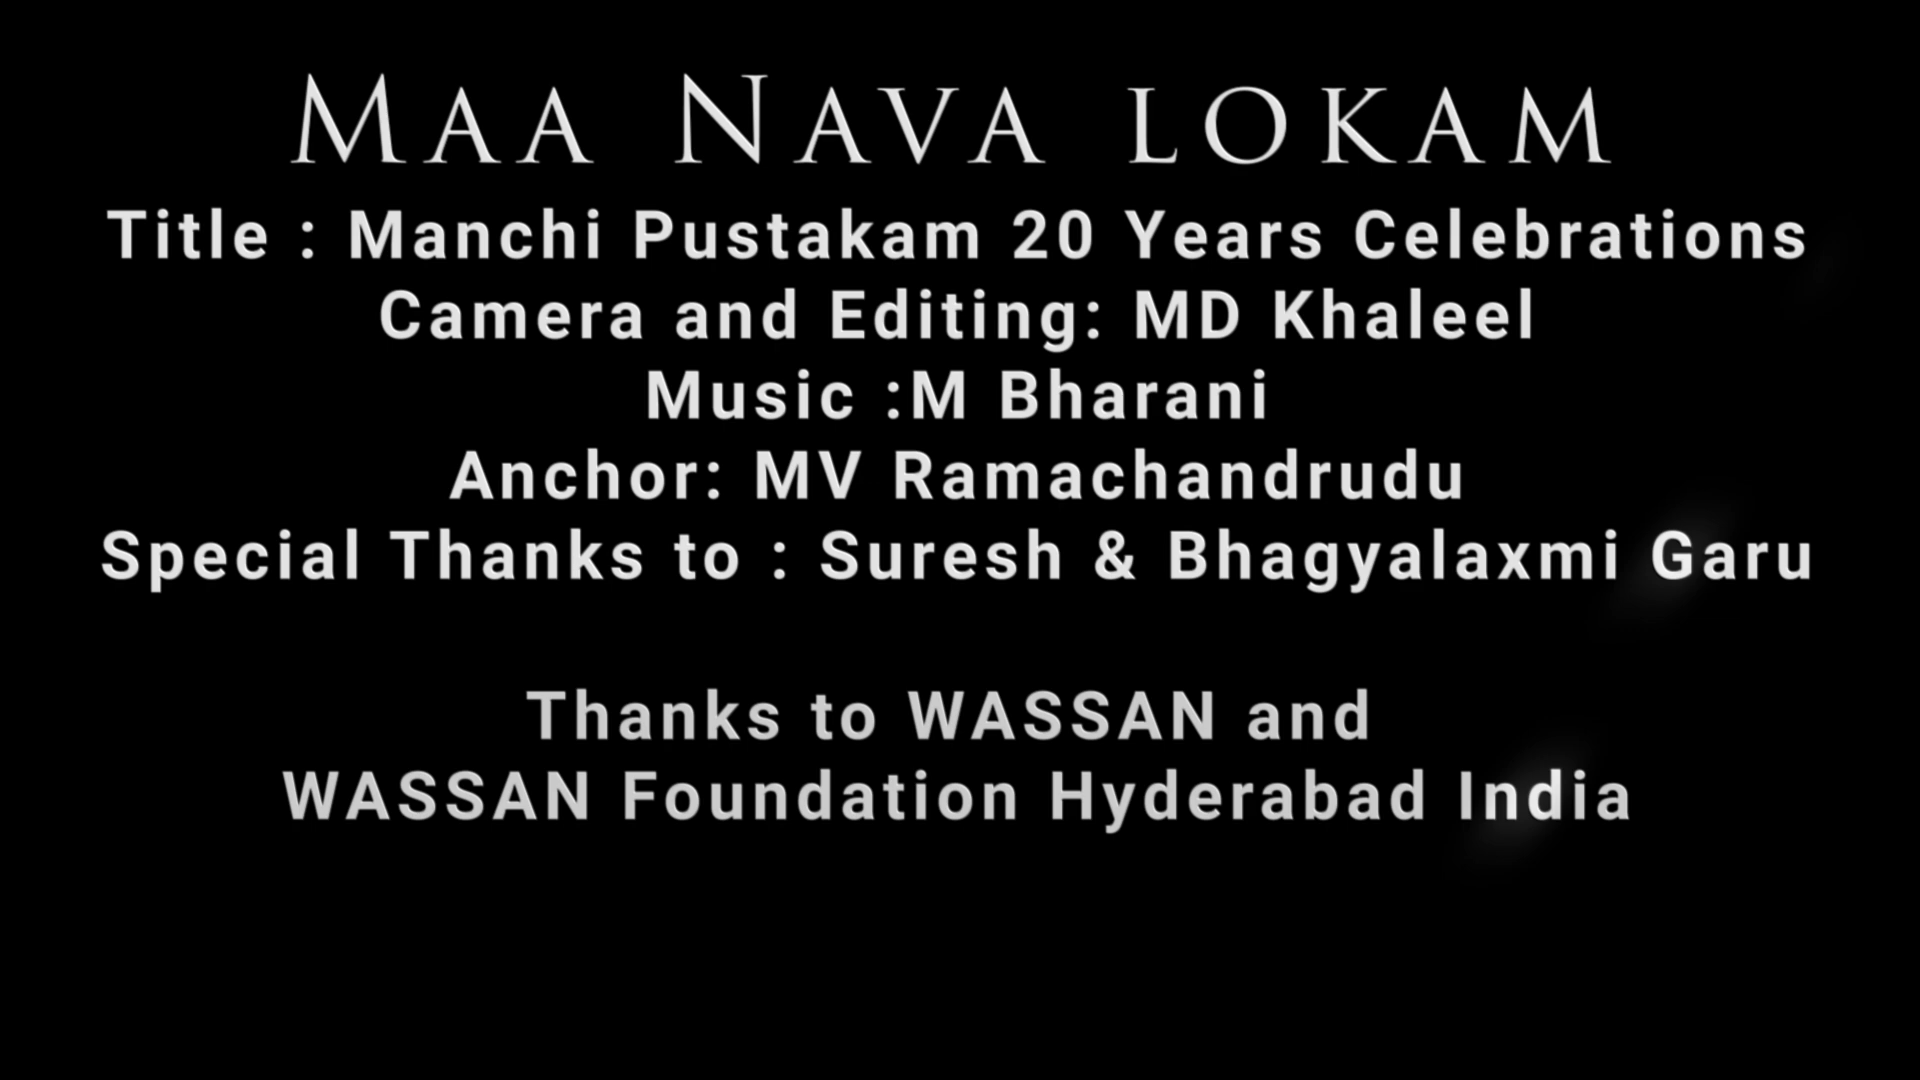 Maa Nava lokam
Title : Manchi Pustakam 20 Years Celebrations
Camera and Editing: MD Khaleel
Music :M Bharani
Anchor: MV Ramachandrudu
Special Thanks to : Suresh & Bhagyalaxmi Garu
Thanks to WASSAN and
WASSAN Foundation Hyderabad India